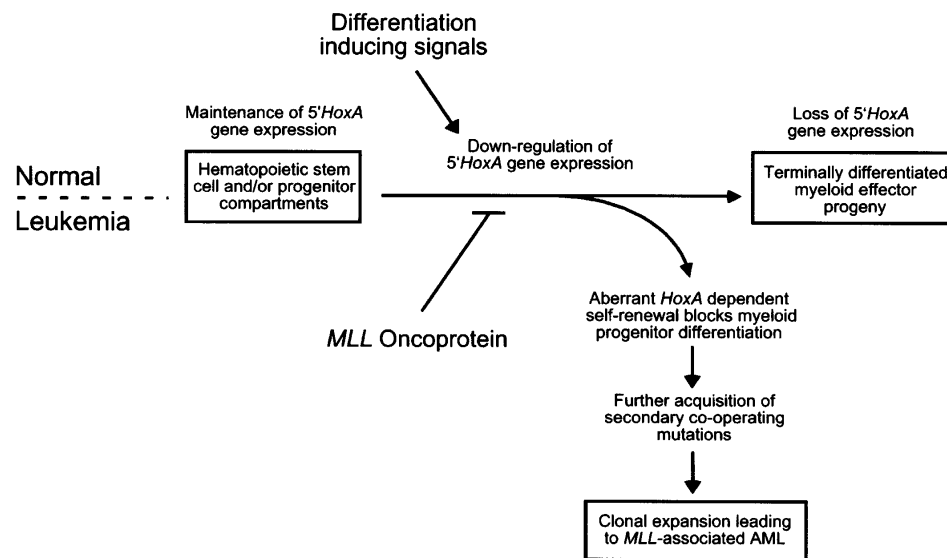 Differentiation
inducing signals
Maintenance of 5'HoxA
gene expression
Hematopoietic stem
cell and/or progenitor
compartments
Down-regulation of
5'HoxA gene expression
Loss of 5'HoxA
gene expression
Terminally differentiated
myeloid effector
progeny
Normal
Leukemia
MLL Oncoprotein
Aberrant HoxA dependent
self-renewal blocks myeloid
progenitor differentiation
Further acquisition of
secondary co-operating
mutations
Clonal expansion leading
to MLL-associated AML